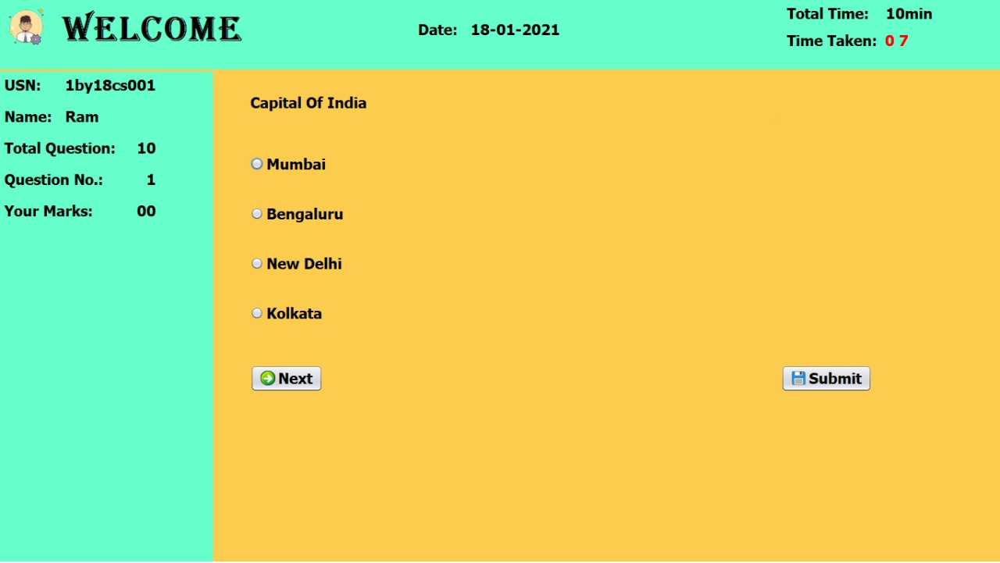 WELCOME
Date: 18-01-2021
Total Time: 10min
Time Taken: 0 7
USN: 1by18cs001
Name: Ram
Total Question: 10
Question No.: 1
Your Marks: 00
Capital Of India
Mumbai
Bengaluru
New Delhi
Kolkata
Next
Submit